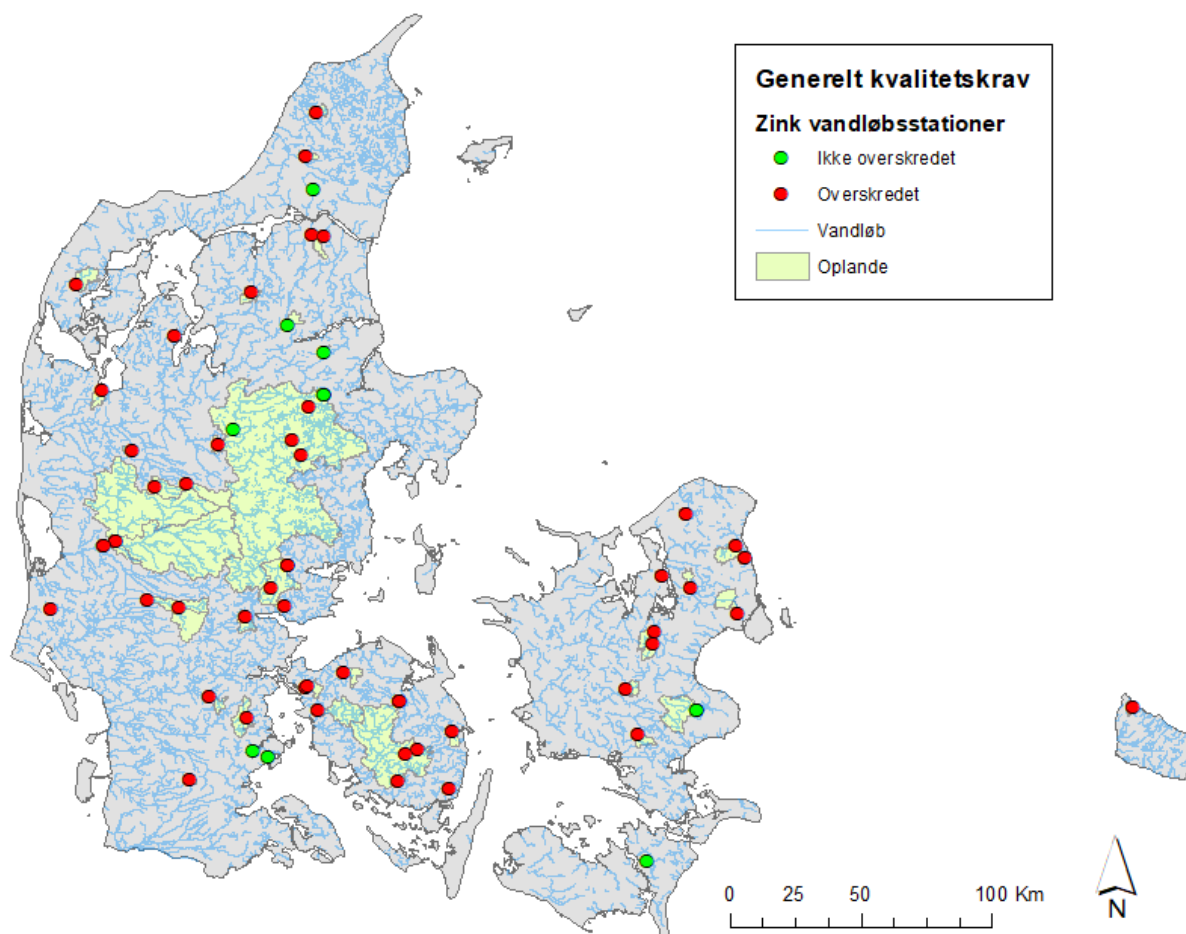 Generelt kvalitetskrav
Zink vandløbsstationer
Ikke overskredet
Overskredet
Vandløb
Oplande
0 25 50 100 Km
N